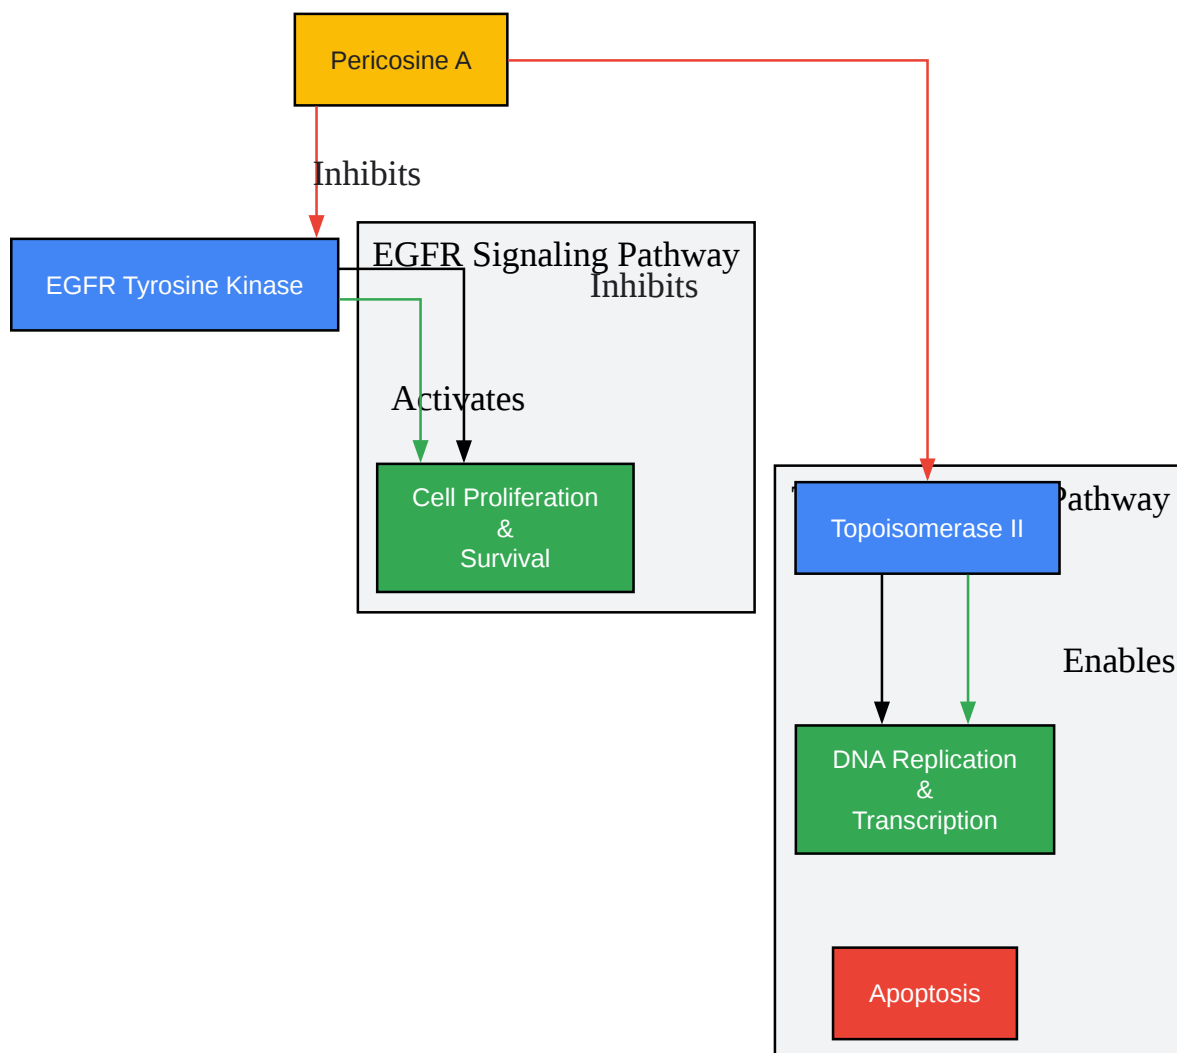 Pericosine A
Inhibits
EGFR Tyrosine Kinase
EGFR Signaling Pathway
Inhibits
Activates
Cell Proliferation
&
Survival
Pathway
Topoisomerase II
Enables
DNA Replication
&
Transcription
Apoptosis